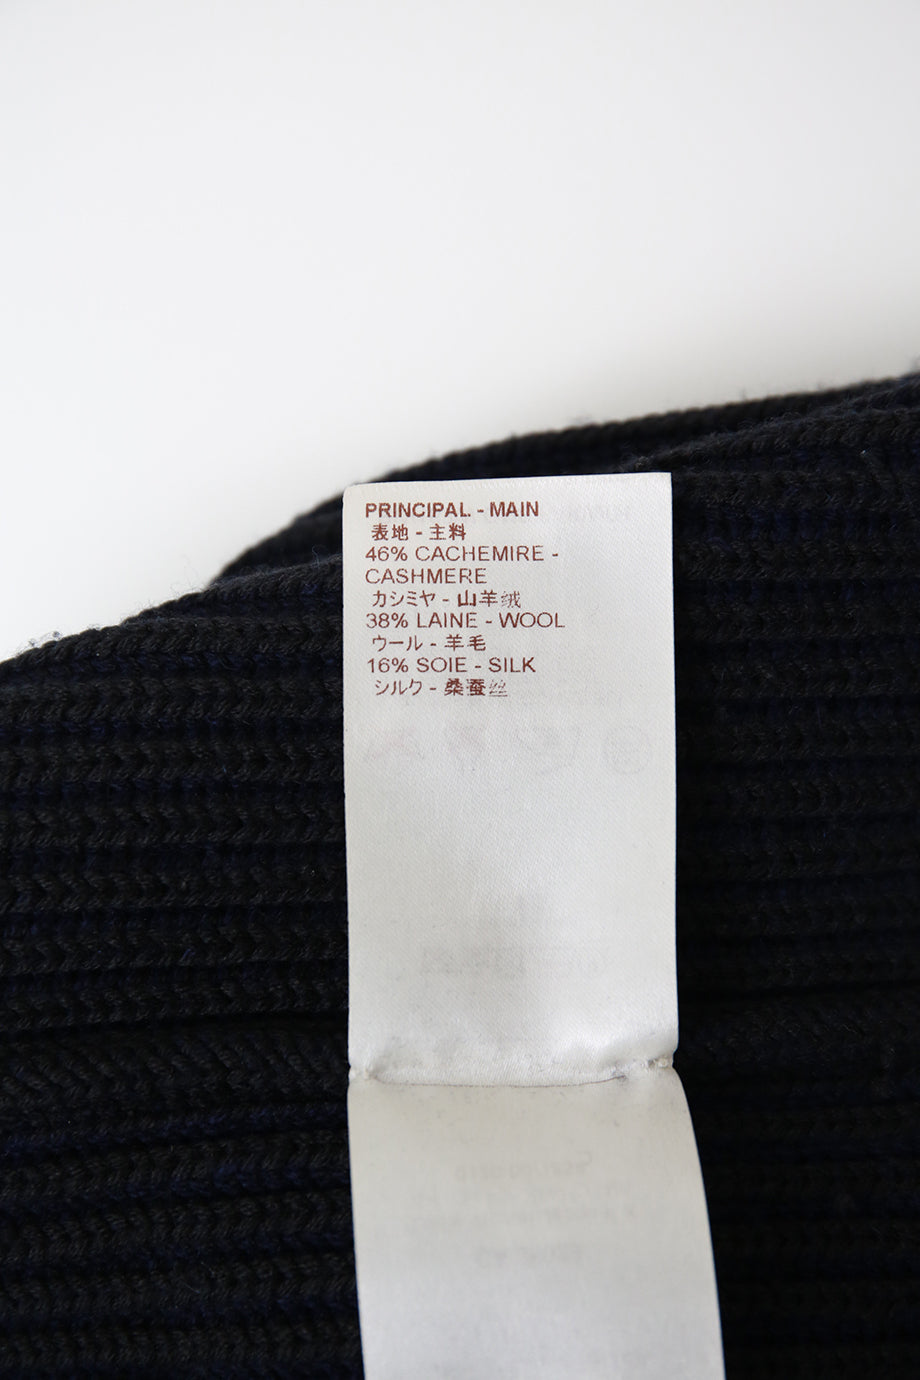 PRINCIPAL - MAIN
表地 - 主料
46% CACHEMIRE -
CASHMERE
カシミヤ - 山羊绒
38% LAINE - WOOL
ウール - 羊毛
16% SOIE - SILK
シルク - 桑蚕丝